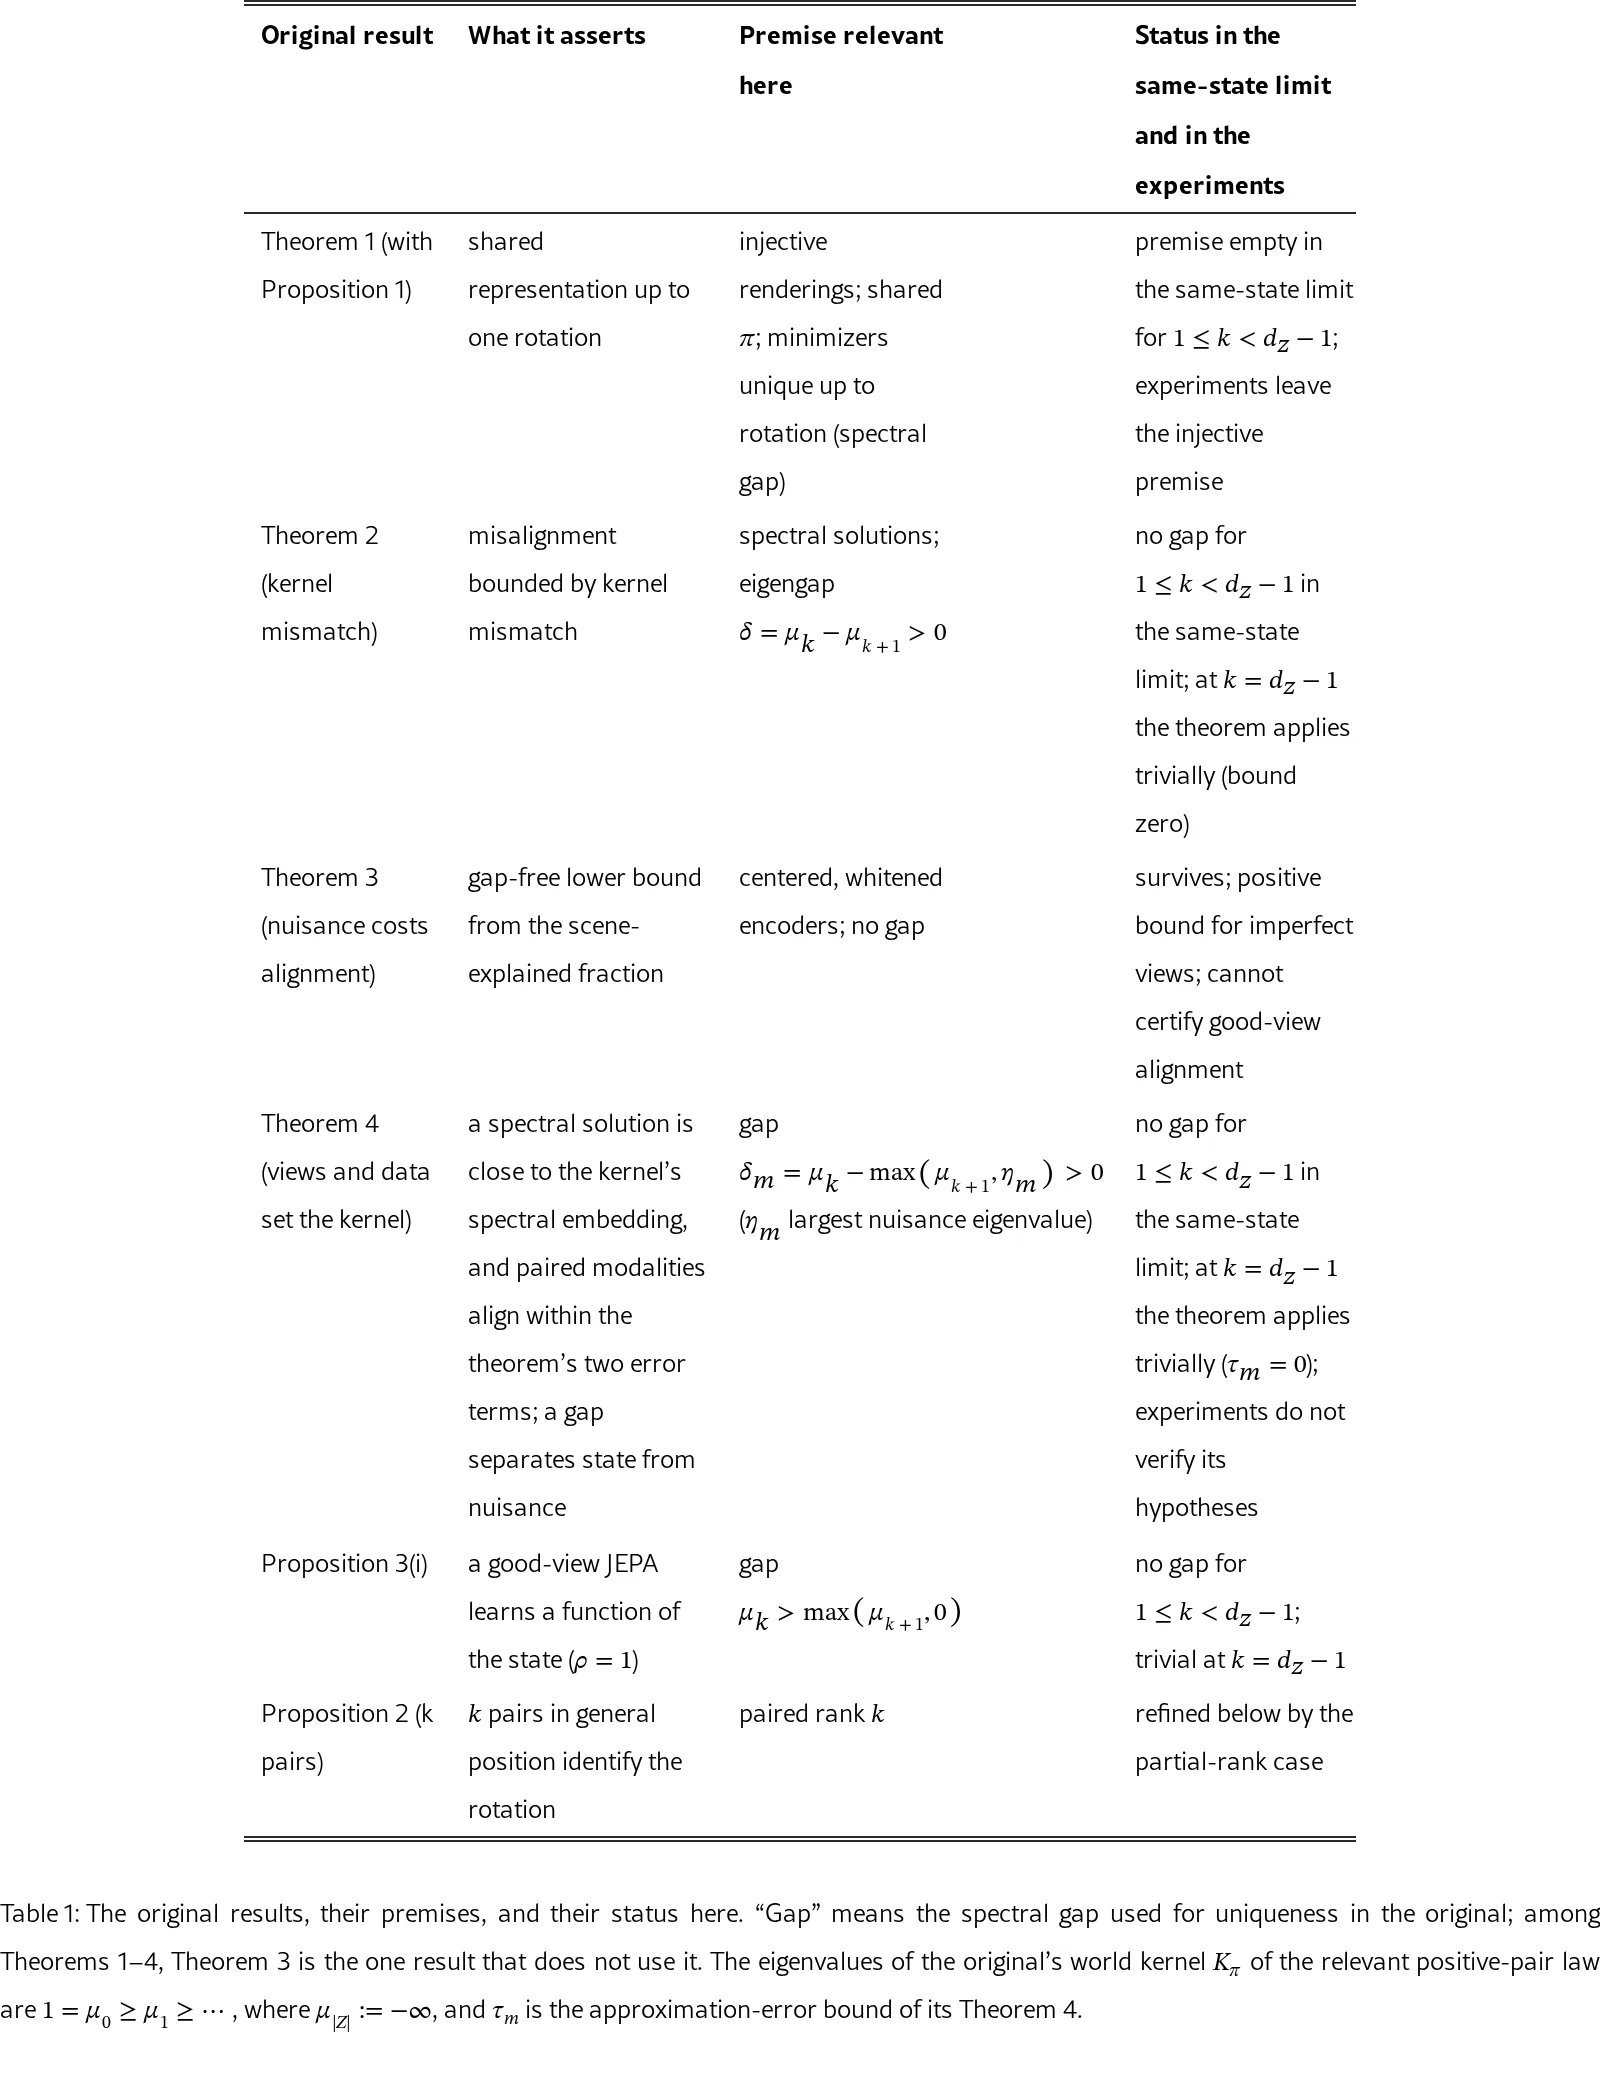 Original result What it asserts Premise relevant here Status in the same-state limit and in the experiments
Theorem 1 (with Proposition 1)
shared representation up to one rotation
injective renderings; shared π; minimizers unique up to rotation (spectral gap)
premise empty in the same-state limit for 1 ≤ k < d_Z − 1; experiments leave the injective premise
Theorem 2 (kernel mismatch)
misalignment bounded by kernel mismatch
spectral solutions; eigengap δ = μ_k − μ_{k+1} > 0
no gap for 1 ≤ k < d_Z − 1 in the same-state limit; at k = d_Z − 1 the theorem applies trivially (bound zero)
Theorem 3 (nuisance costs alignment)
gap-free lower bound from the scene-explained fraction
centered, whitened encoders; no gap
survives; positive bound for imperfect views; cannot certify good-view alignment
Theorem 4 (views and data set the kernel)
a spectral solution is close to the kernel’s spectral embedding, and paired modalities align within the theorem’s two error terms; a gap separates state from nuisance
gap δ_m = μ_k − max(μ_{k+1}, η_m) > 0 (η_m largest nuisance eigenvalue)
no gap for 1 ≤ k < d_Z − 1 in the same-state limit; at k = d_Z − 1 the theorem applies trivially (τ_m = 0); experiments do not verify its hypotheses
Proposition 3(i)
a good-view JEPA learns a function of the state (ρ = 1)
gap μ_k > max(μ_{k+1}, 0)
no gap for 1 ≤ k < d_Z − 1; trivial at k = d_Z − 1
Proposition 2 (k pairs)
k pairs in general position identify the rotation
paired rank k
refined below by the partial-rank case
Table 1: The original results, their premises, and their status here. “Gap” means the spectral gap used for uniqueness in the original; among
Theorems 1–4, Theorem 3 is the one result that does not use it. The eigenvalues of the original’s world kernel K_π of the relevant positive-pair law
are 1 = μ_0 ≥ μ_1 ≥ ⋯ , where μ_{|Z|} := −∞, and τ_m is the approximation-error bound of its Theorem 4.